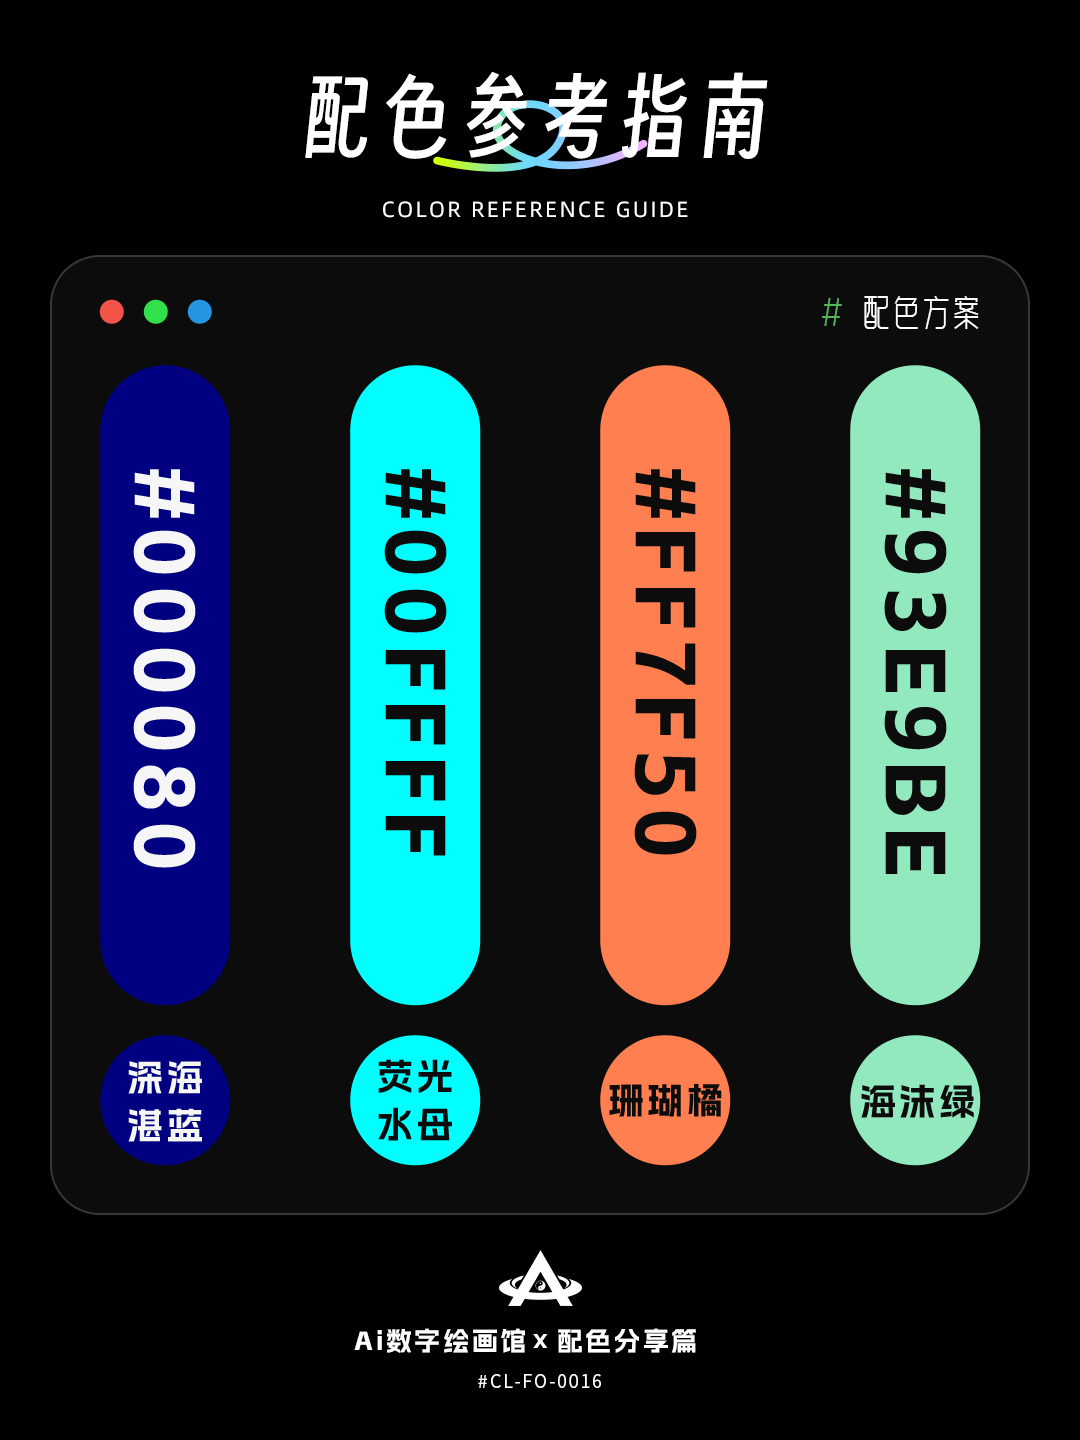 配色参考指南
COLOR REFERENCE GUIDE
# 配色方案
#000080
#00FFFF
#FF7F50
#93E9BE
深海
湛蓝
荧光
水母
珊瑚橘
海沫绿
Ai数字绘画馆 x 配色分享篇
#CL-FO-0016